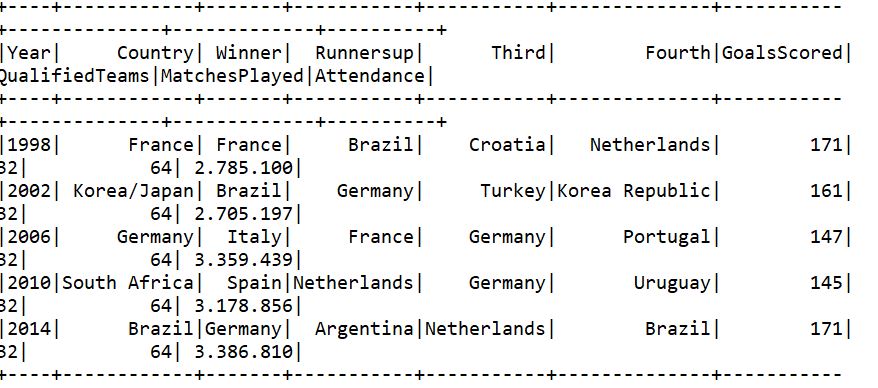 +----+------------+-------+-----------+-----------+--------------+-----------
+--------------+-------------+----------+
|Year|     Country| Winner|  Runnersup|      Third|        Fourth|GoalsScored|
QualifiedTeams|MatchesPlayed|Attendance|
+----+------------+-------+-----------+-----------+--------------+-----------
+--------------+-------------+----------+
|1998|      France| France|     Brazil|    Croatia|   Netherlands|        171|
32|           64| 2.785.100|
|2002| Korea/Japan| Brazil|    Germany|     Turkey|Korea Republic|        161|
32|           64| 2.705.197|
|2006|     Germany|  Italy|     France|    Germany|      Portugal|        147|
32|           64| 3.359.439|
|2010|South Africa|  Spain|Netherlands|    Germany|       Uruguay|        145|
32|           64| 3.178.856|
|2014|      Brazil|Germany|  Argentina|Netherlands|        Brazil|        171|
32|           64| 3.386.810|
+----+------------+-------+-----------+-----------+--------------+-----------